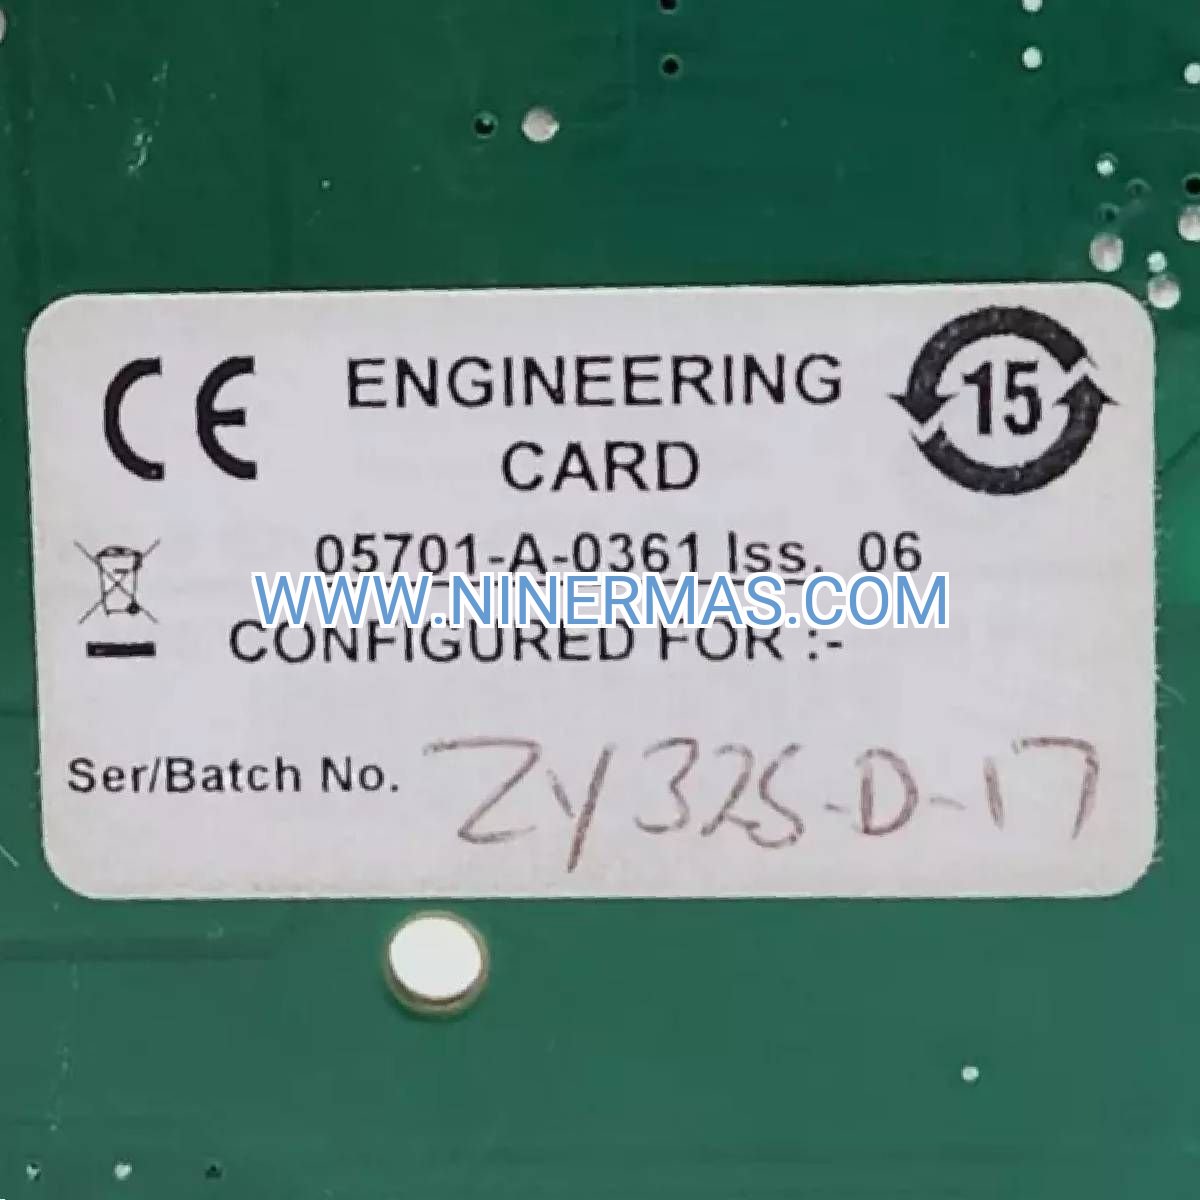 CE
ENGINEERING
15
CARD
05701-A-0361 Iss. 06
WWW.NINERMAS.COM
CONFIGURED FOR :-
Ser/Batch No. ZY325-D-17